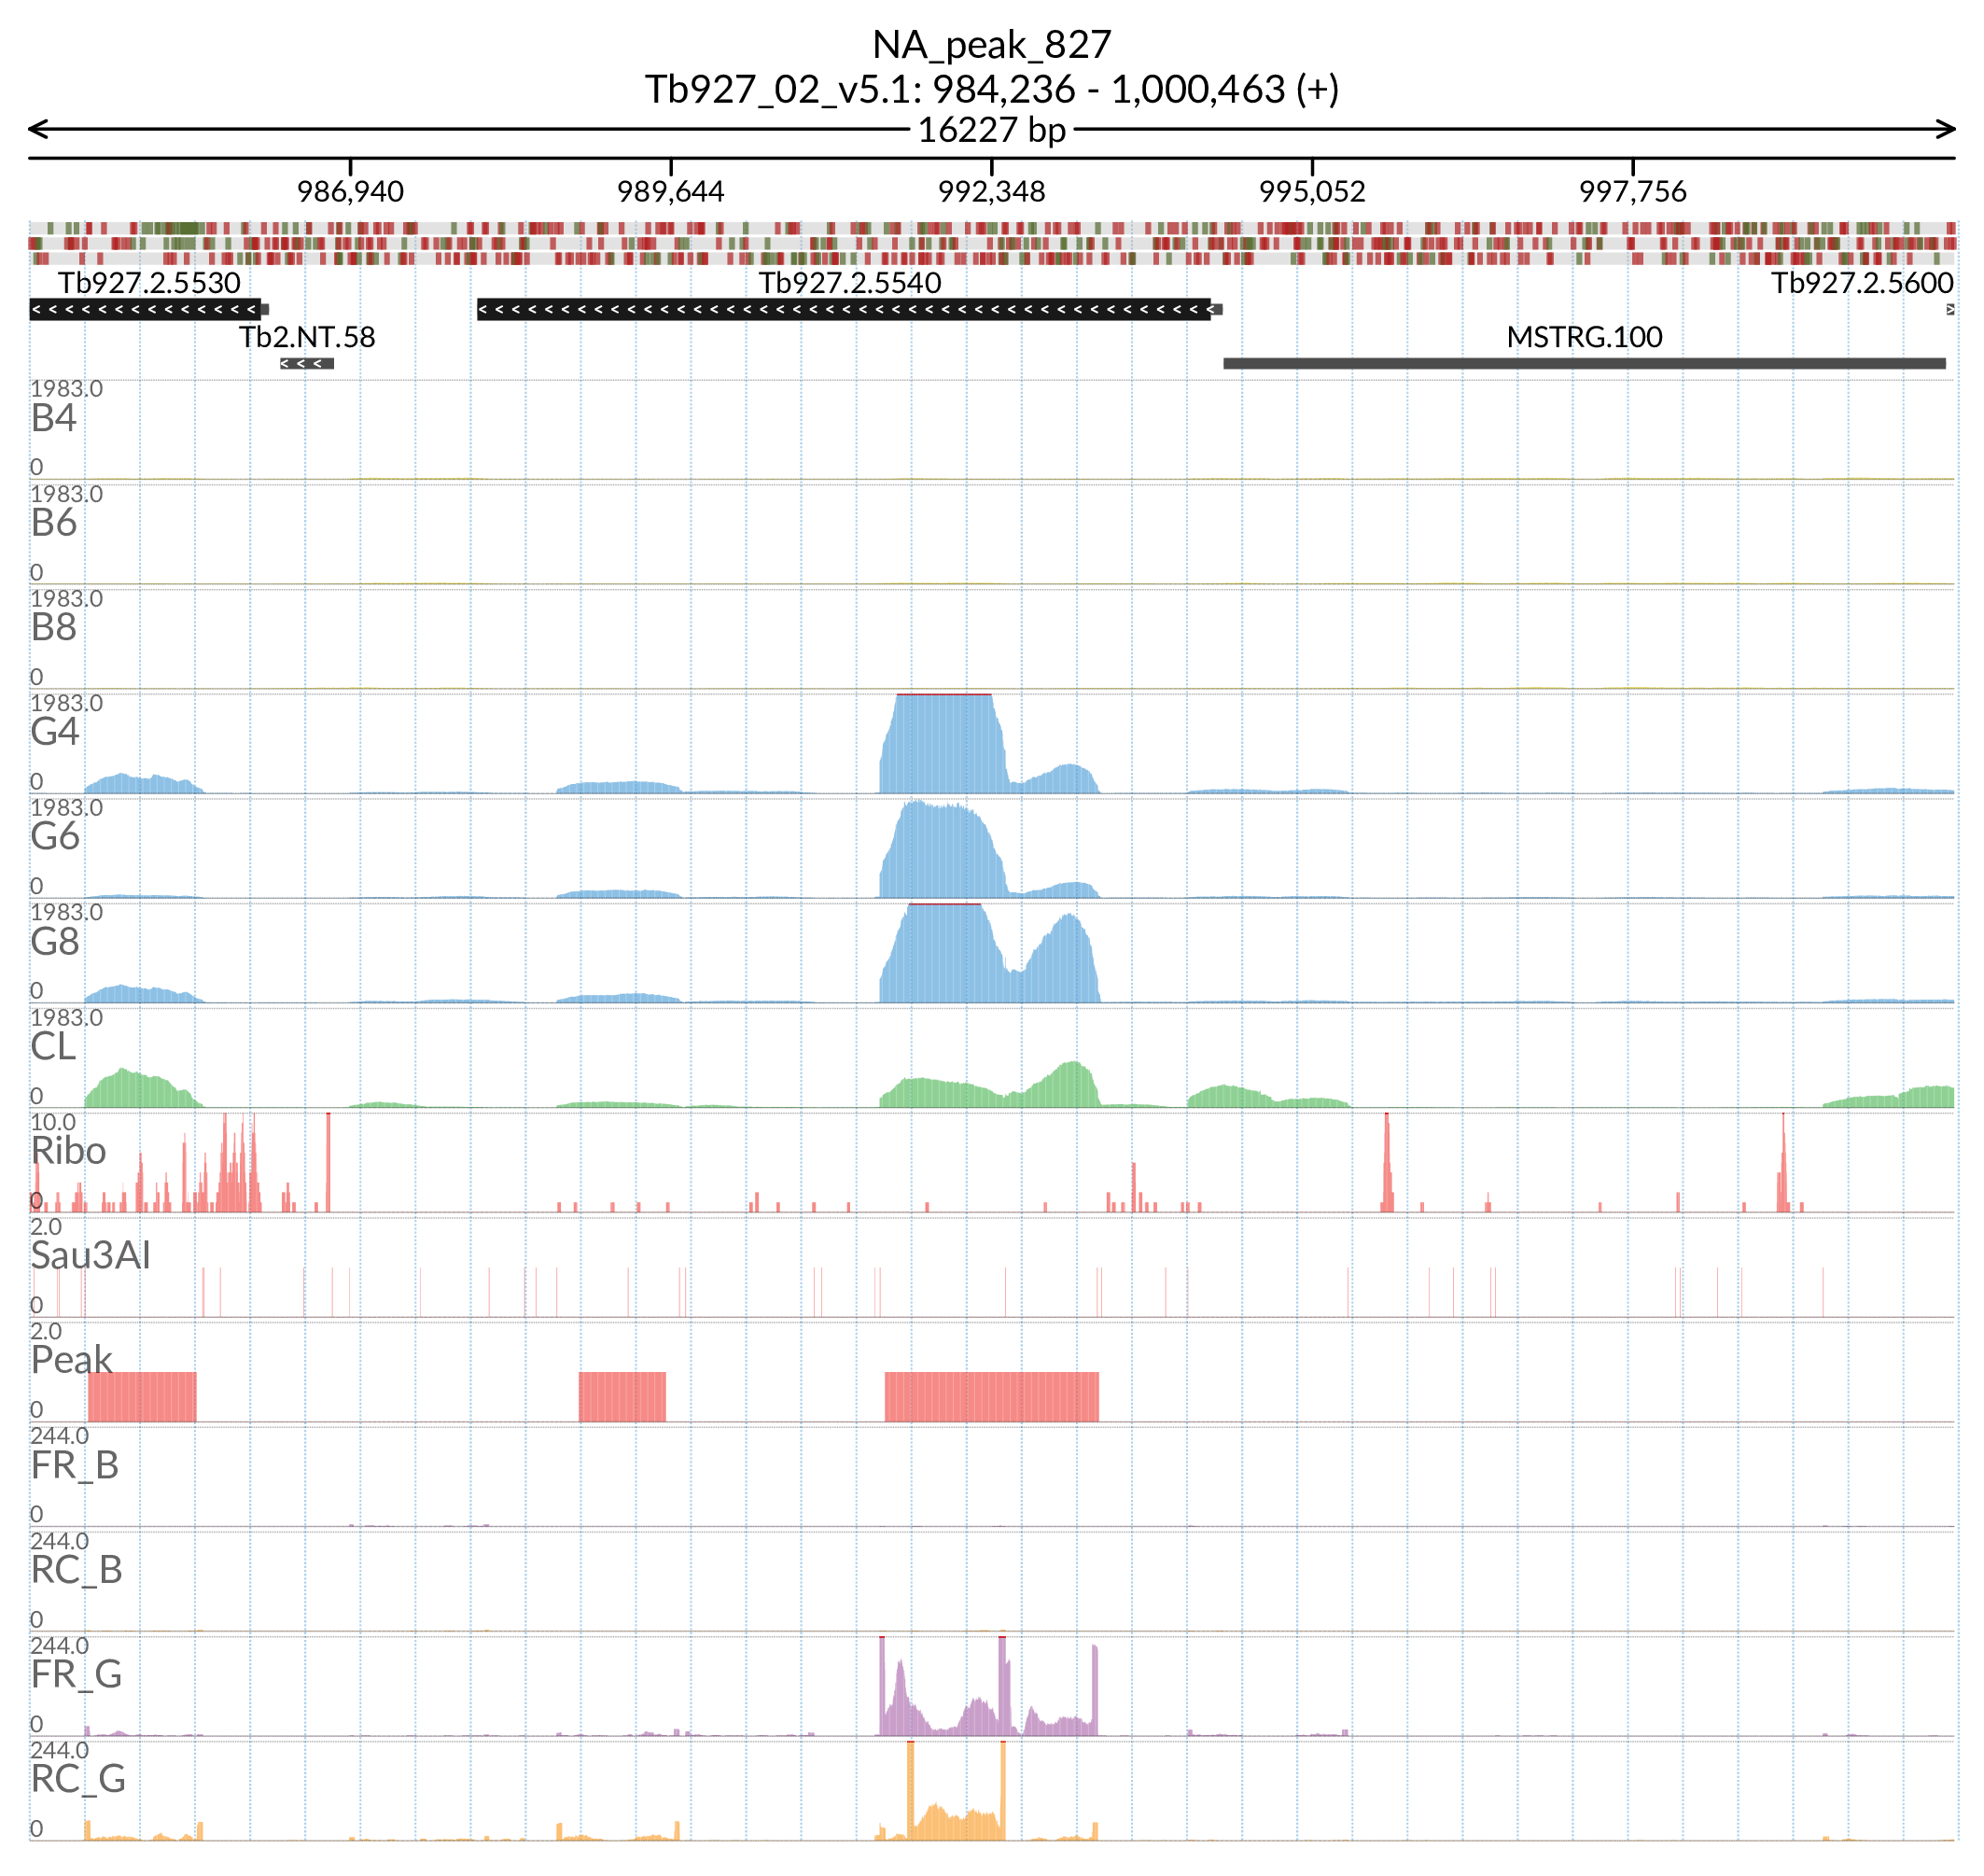 NA_peak_827
Tb927_02_v5.1: 984,236 - 1,000,463 (+)
16227 bp
986,940 989,644 992,348 995,052 997,756
Tb927.2.5530 Tb927.2.5540 Tb927.2.5600
Tb2.NT.58 MSTRG.100
1983.0
B4
0
1983.0
B6
0
1983.0
B8
0
1983.0
G4
0
1983.0
G6
0
1983.0
G8
0
1983.0
CL
0
10.0
Ribo
0
2.0
Sau3AI
0
2.0
Peak
0
244.0
FR_B
0
244.0
RC_B
0
244.0
FR_G
0
244.0
RC_G
0